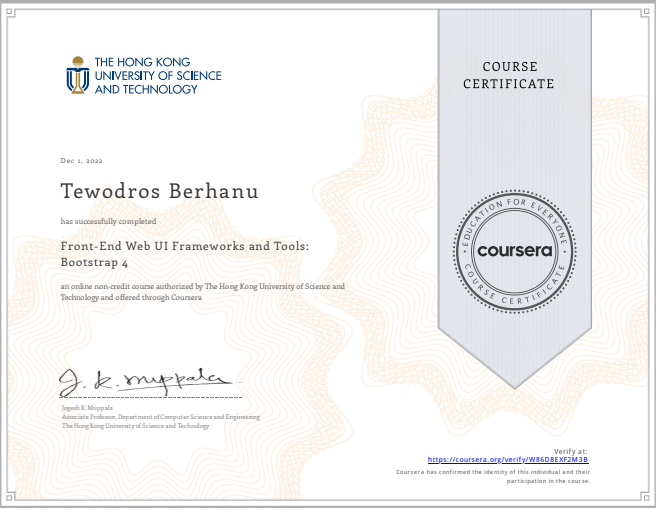 THE HONG KONG
UNIVERSITY OF SCIENCE
AND TECHNOLOGY
COURSE
CERTIFICATE
Dec 1, 2022
Tewodros Berhanu
has successfully completed
Front-End Web UI Frameworks and Tools:
Bootstrap 4
an online non-credit course authorized by The Hong Kong University of Science and
Technology and offered through Coursera
EDUCATION FOR EVERYONE
coursera
COURSE CERTIFICATE
J. K. Muppala
Jogesh K. Muppala
Associate Professor, Department of Computer Science and Engineering
The Hong Kong University of Science and Technology
Verify at:
https://coursera.org/verify/W86D8EXF2M3B
Coursera has confirmed the identity of this individual and their
participation in the course.